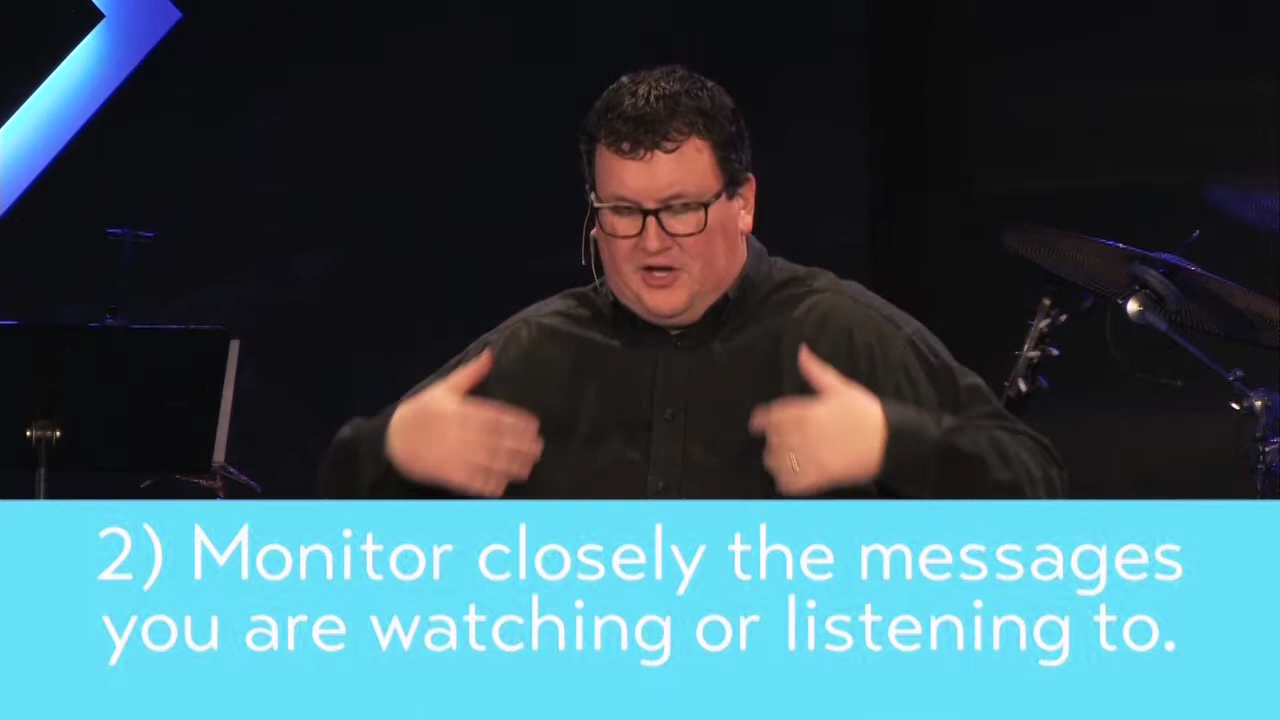 2) Monitor closely the messages
you are watching or listening to.